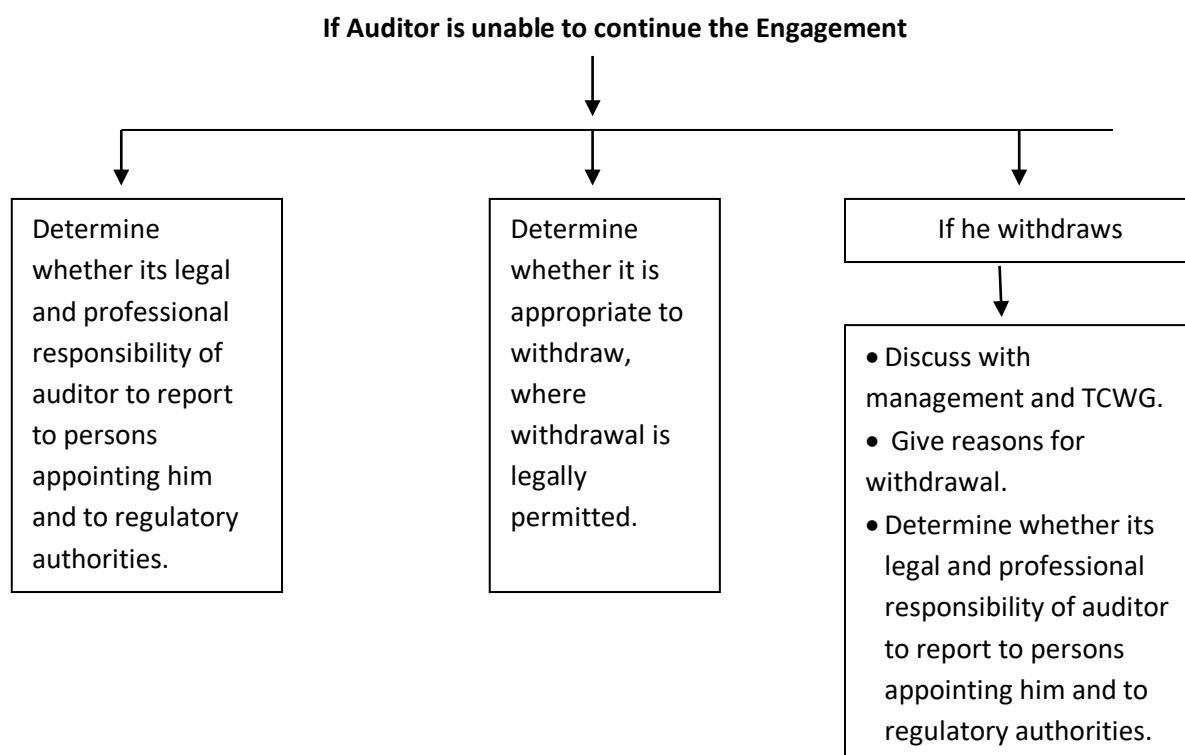 If Auditor is unable to continue the Engagement
Determine
whether its legal
and professional
responsibility of
auditor to report
to persons
appointing him
and to regulatory
authorities.
Determine
whether it is
appropriate to
withdraw,
where
withdrawal is
legally
permitted.
If he withdraws
• Discuss with
management and TCWG.
• Give reasons for
withdrawal.
• Determine whether its
legal and professional
responsibility of auditor
to report to persons
appointing him and to
regulatory authorities.